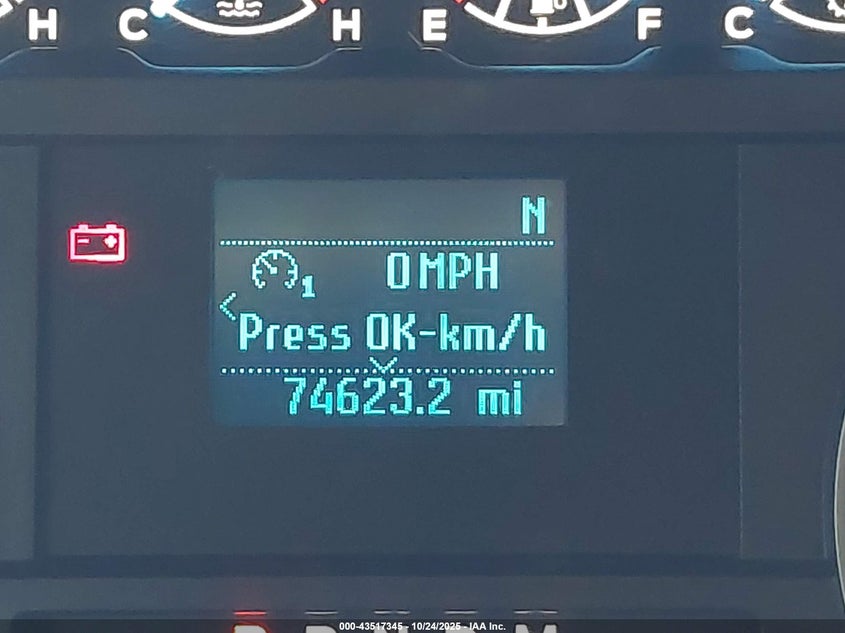 H C H E F C
N
1 0 MPH
Press OK-km/h
74623.2 mi
000-43517345 - 10/24/2025 - IAA Inc.